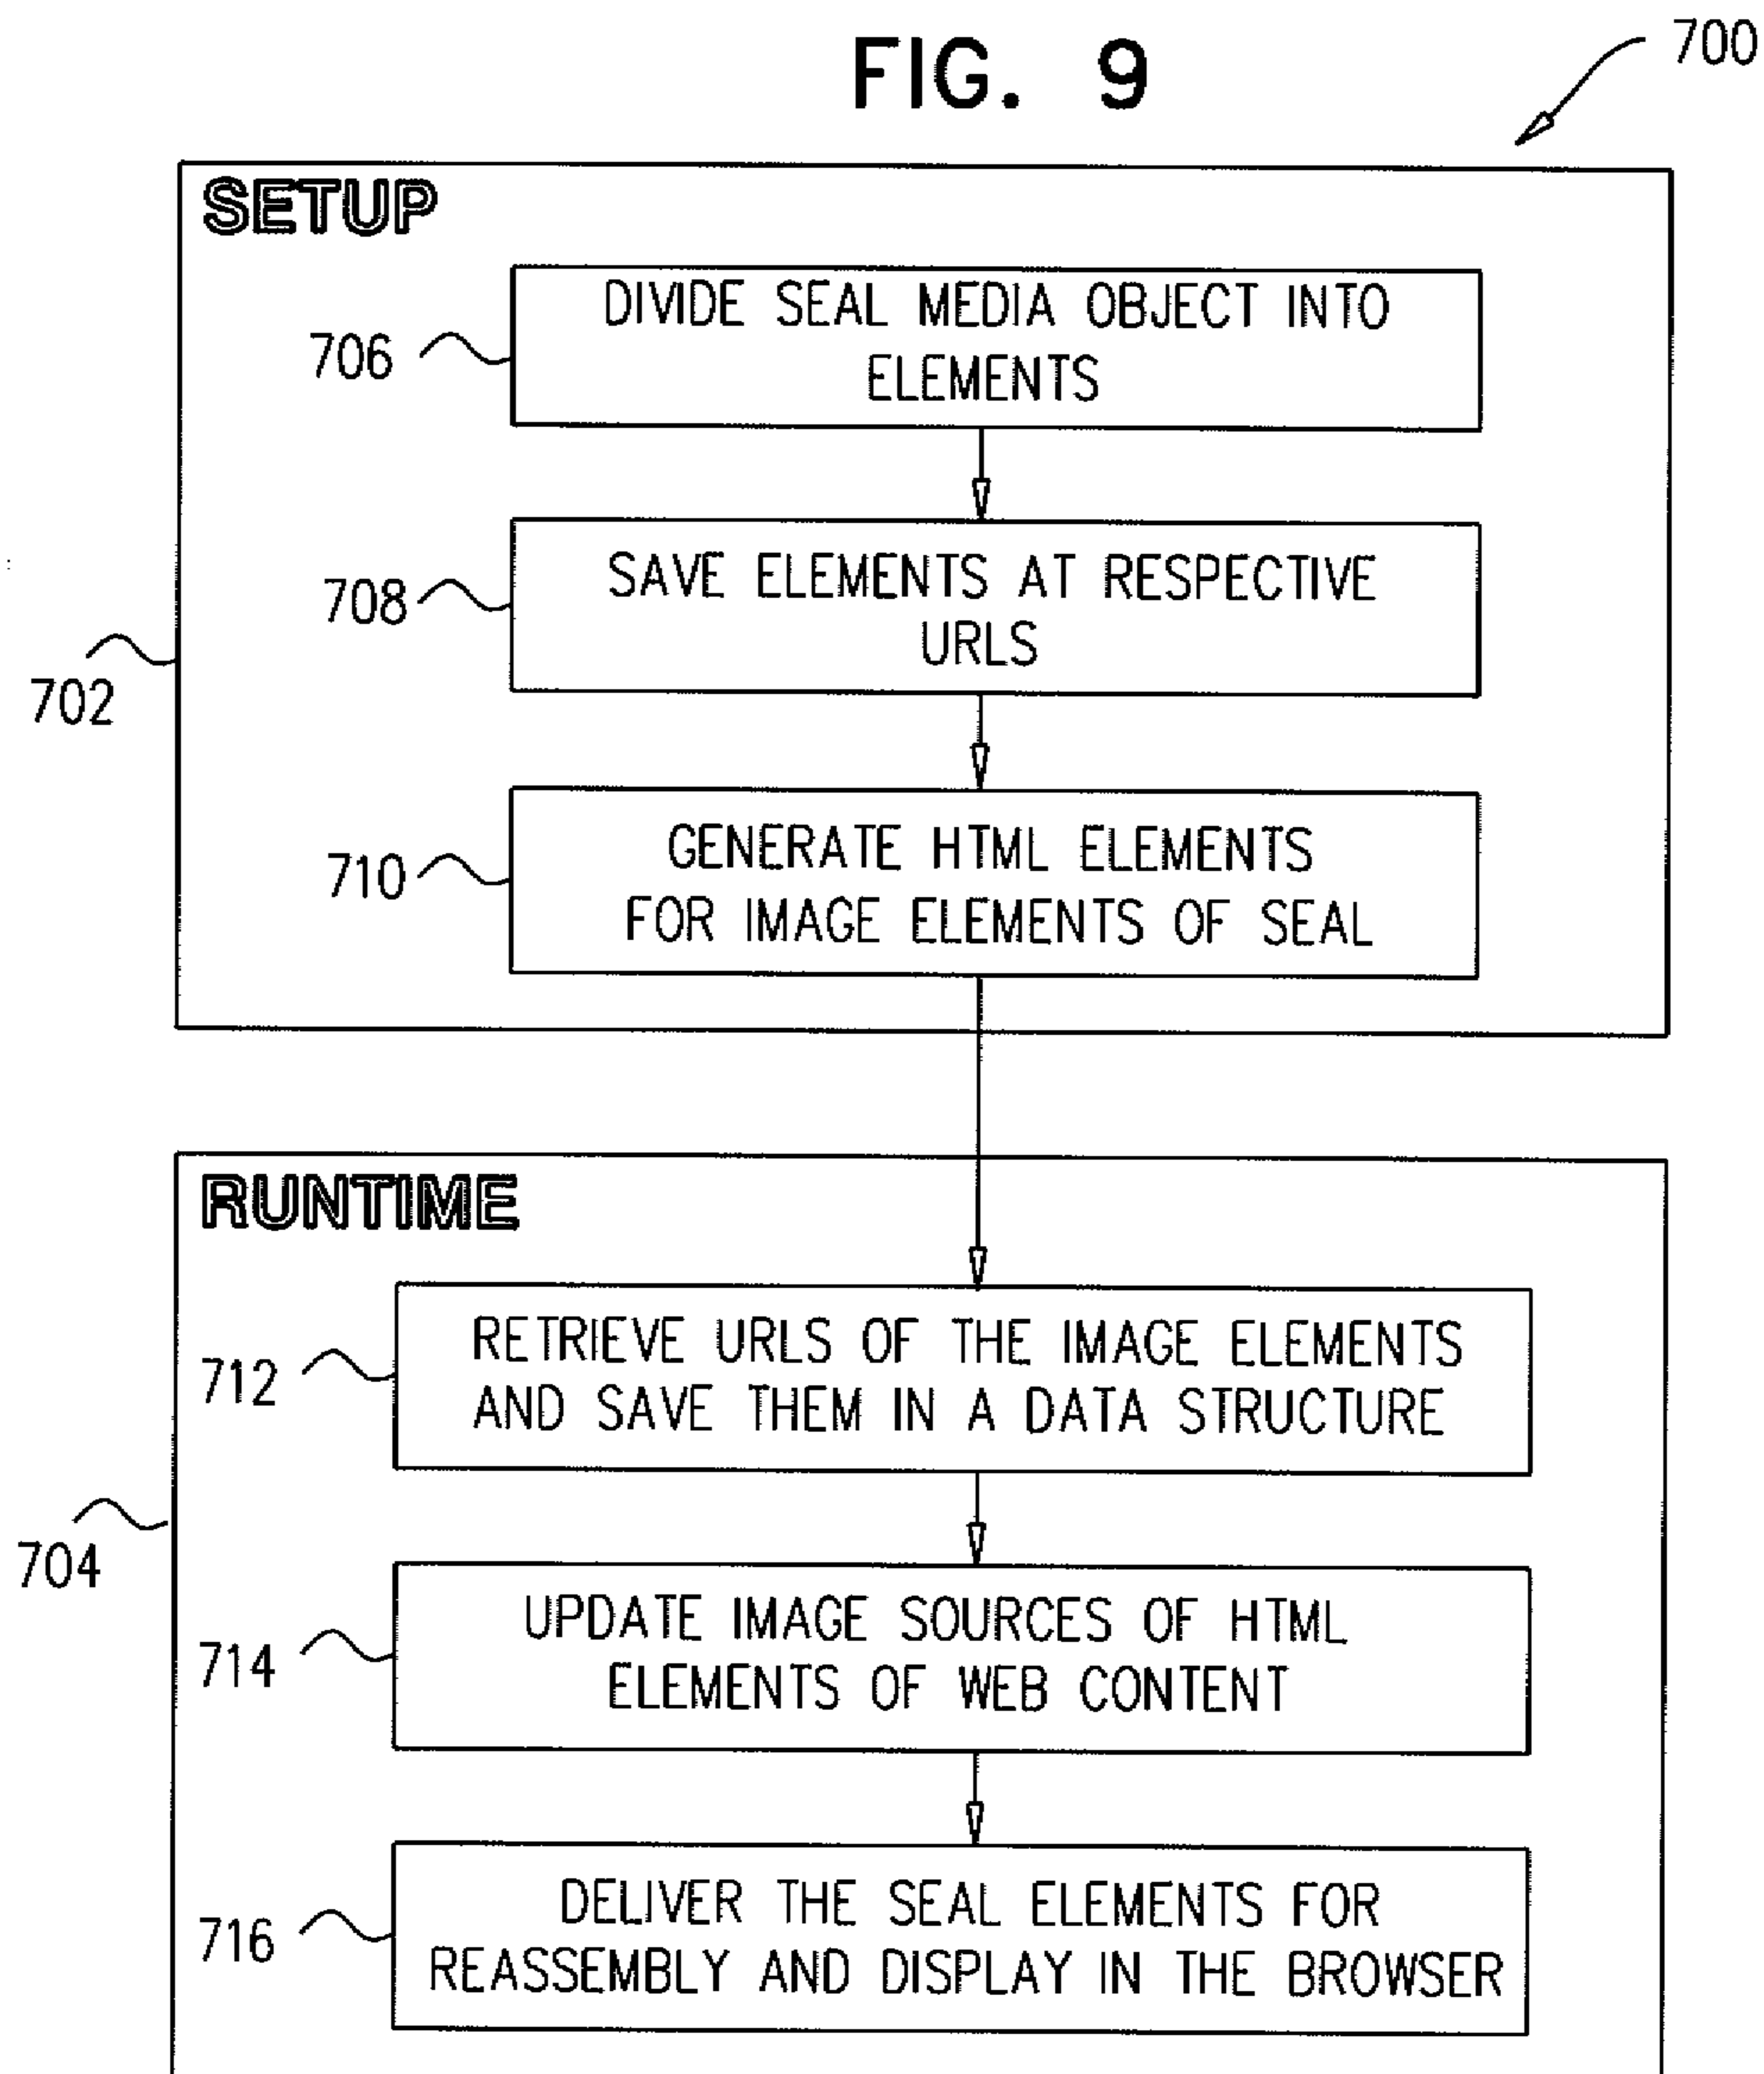 FIG. 9
700
SETUP
706
DIVIDE SEAL MEDIA OBJECT INTO
ELEMENTS
708
SAVE ELEMENTS AT RESPECTIVE
URLS
702
710
GENERATE HTML ELEMENTS
FOR IMAGE ELEMENTS OF SEAL
RUNTIME
712
RETRIEVE URLS OF THE IMAGE ELEMENTS
AND SAVE THEM IN A DATA STRUCTURE
704
714
UPDATE IMAGE SOURCES OF HTML
ELEMENTS OF WEB CONTENT
716
DELIVER THE SEAL ELEMENTS FOR
REASSEMBLY AND DISPLAY IN THE BROWSER